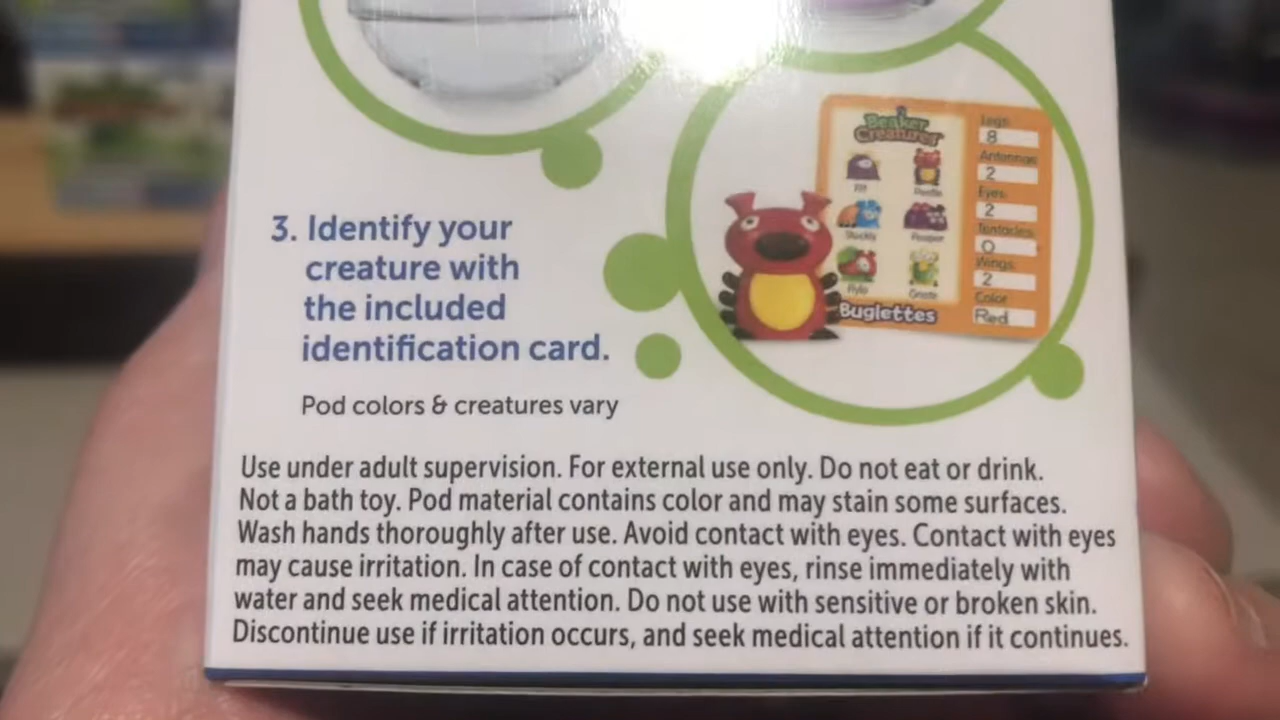 Beaker
Creatures
Legs
8
Antennae
2
Eyes
2
Tentacles
0
Wings
2
Color
Red
Buglettes
3. Identify your
creature with
the included
identification card.
Pod colors & creatures vary
Use under adult supervision. For external use only. Do not eat or drink.
Not a bath toy. Pod material contains color and may stain some surfaces.
Wash hands thoroughly after use. Avoid contact with eyes. Contact with eyes
may cause irritation. In case of contact with eyes, rinse immediately with
water and seek medical attention. Do not use with sensitive or broken skin.
Discontinue use if irritation occurs, and seek medical attention if it continues.